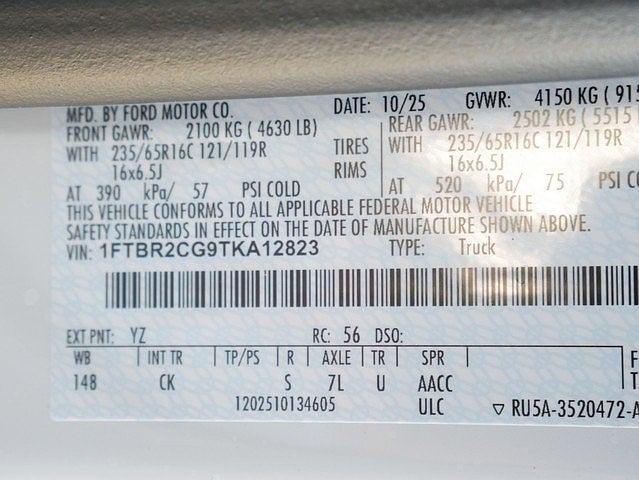 MFD. BY FORD MOTOR CO. DATE: 10/25 GVWR: 4150 KG ( 915
FRONT GAWR: 2100 KG ( 4630 LB) REAR GAWR: 2502 KG ( 5515
WITH 235/65R16C 121/119R TIRES WITH 235/65R16C 121/119R
16x6.5J RIMS 16x6.5J
AT 390 kPa/ 57 PSI COLD AT 520 kPa/ 75 PSI CO
THIS VEHICLE CONFORMS TO ALL APPLICABLE FEDERAL MOTOR VEHICLE
SAFETY STANDARDS IN EFFECT ON THE DATE OF MANUFACTURE SHOWN ABOVE.
VIN: 1FTBR2CG9TKA12823 TYPE: Truck
EXT PNT: YZ RC: 56 DSO:
WB INT TR TP/PS R AXLE TR SPR F
148 CK S 7L U AACC T
1202510134605 ULC ▽ RU5A-3520472-A